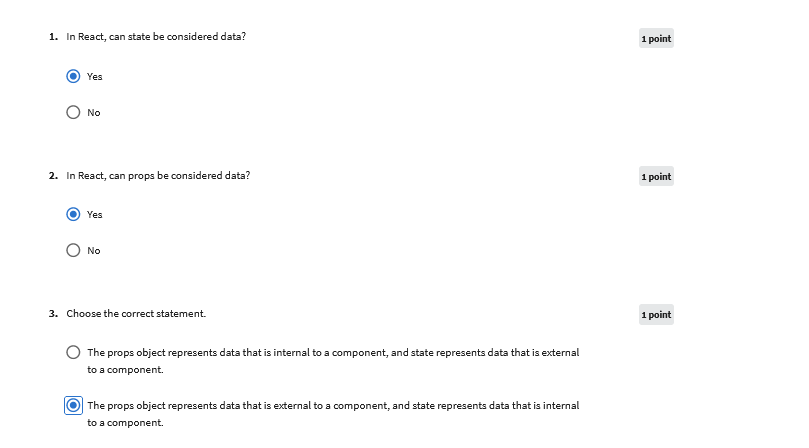 1. In React, can state be considered data? 1 point
Yes
No
2. In React, can props be considered data? 1 point
Yes
No
3. Choose the correct statement. 1 point
The props object represents data that is internal to a component, and state represents data that is external
to a component.
The props object represents data that is external to a component, and state represents data that is internal
to a component.